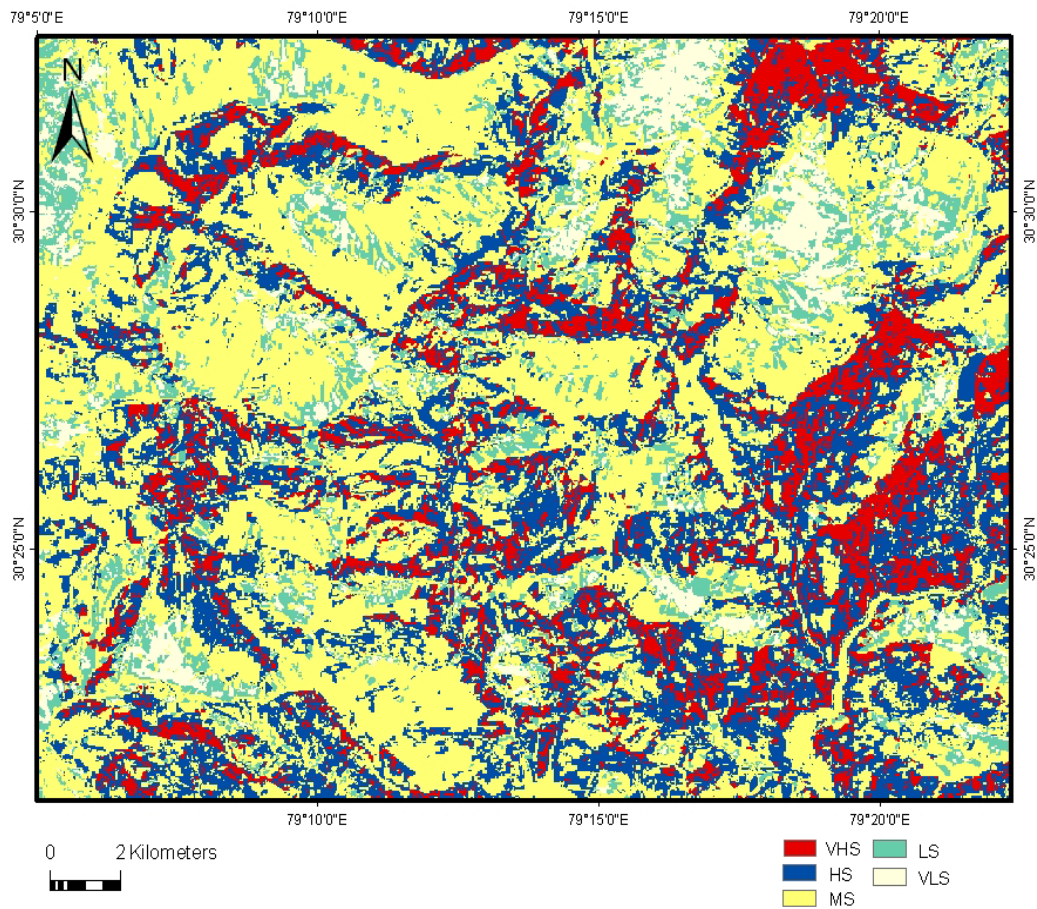 79°5'0"E 79°10'0"E 79°15'0"E 79°20'0"E
N
30°30'0"N 30°30'0"N
30°25'0"N 30°25'0"N
79°10'0"E 79°15'0"E 79°20'0"E
0 2 Kilometers
VHS LS
HS VLS
MS